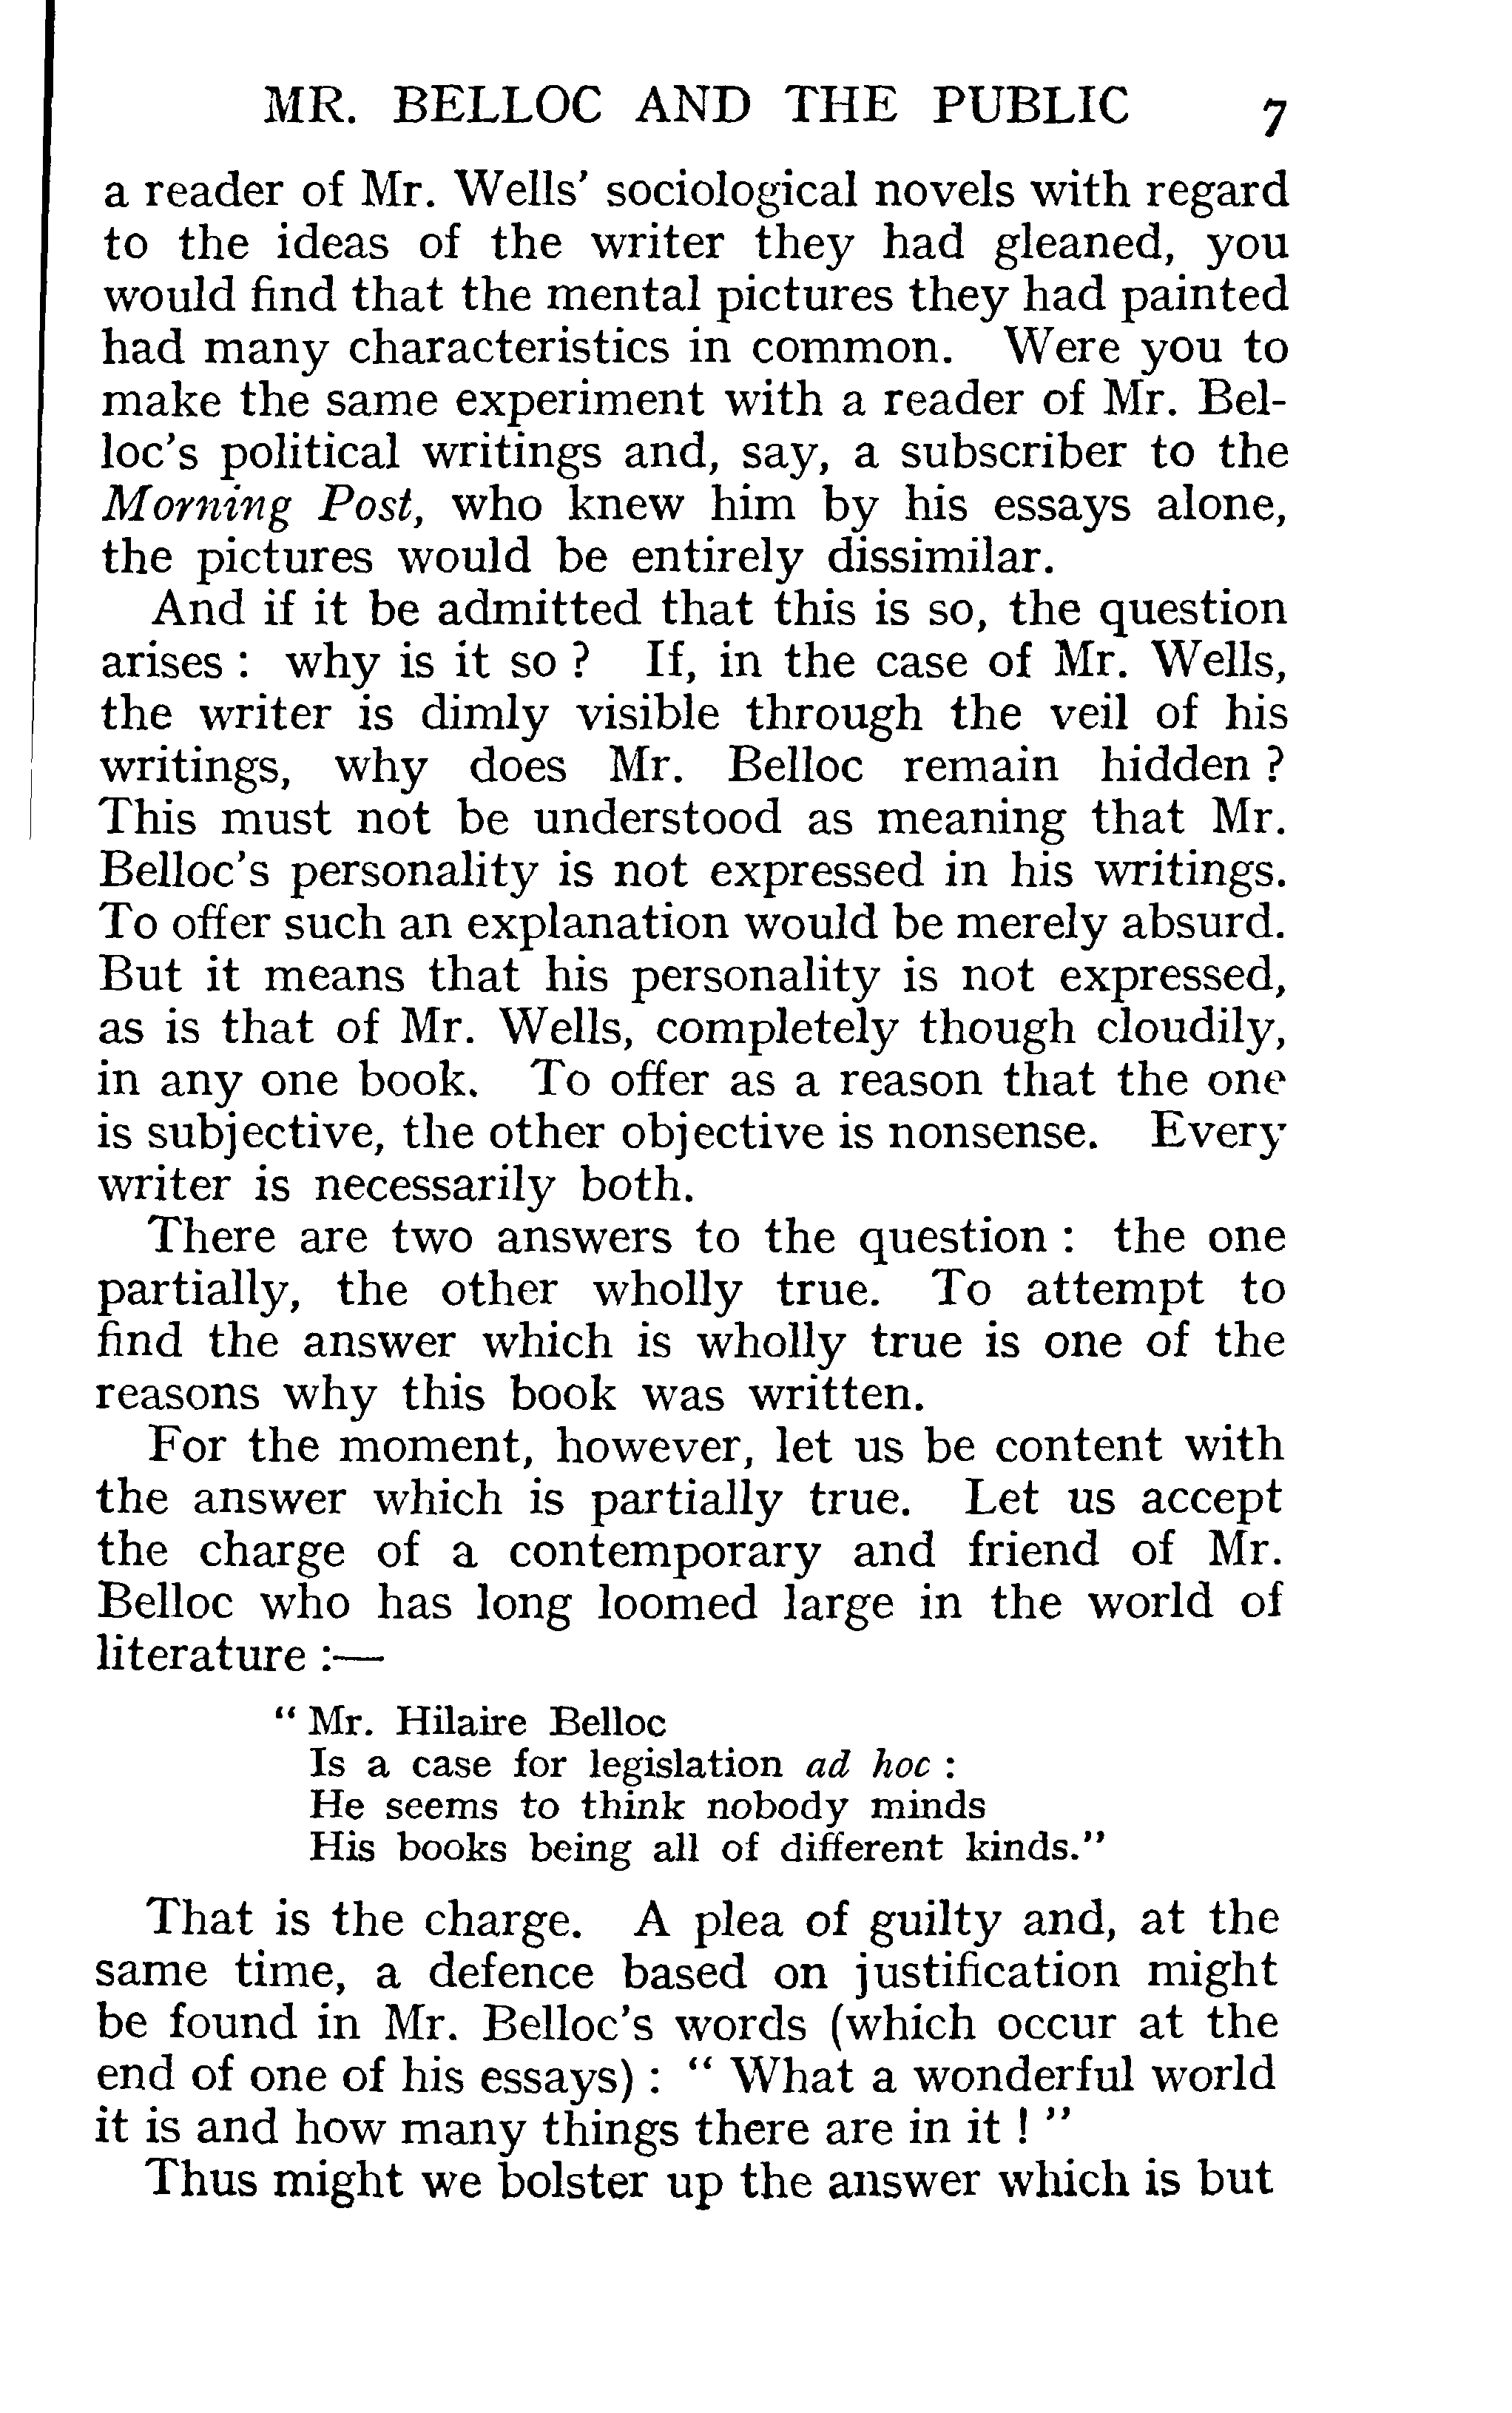 MR. BELLOC AND THE PUBLIC 7
a reader of Mr. Wells' sociological novels with regard
to the ideas of the writer they had gleaned, you
would find that the mental pictures they had painted
had many characteristics in common. Were you to
make the same experiment with a reader of Mr. Bel-
loc's political writings and, say, a subscriber to the
Morning Post, who knew him by his essays alone,
the pictures would be entirely dissimilar.
And if it be admitted that this is so, the question
arises : why is it so ? If, in the case of Mr. Wells,
the writer is dimly visible through the veil of his
writings, why does Mr. Belloc remain hidden ?
This must not be understood as meaning that Mr.
Belloc's personality is not expressed in his writings.
To offer such an explanation would be merely absurd.
But it means that his personality is not expressed,
as is that of Mr. Wells, completely though cloudily,
in any one book. To offer as a reason that the one
is subjective, the other objective is nonsense. Every
writer is necessarily both.
There are two answers to the question : the one
partially, the other wholly true. To attempt to
find the answer which is wholly true is one of the
reasons why this book was written.
For the moment, however, let us be content with
the answer which is partially true. Let us accept
the charge of a contemporary and friend of Mr.
Belloc who has long loomed large in the world of
literature :—
“ Mr. Hilaire Belloc
Is a case for legislation ad hoc :
He seems to think nobody minds
His books being all of different kinds.”
That is the charge. A plea of guilty and, at the
same time, a defence based on justification might
be found in Mr. Belloc's words (which occur at the
end of one of his essays) : “ What a wonderful world
it is and how many things there are in it ! ”
Thus might we bolster up the answer which is but